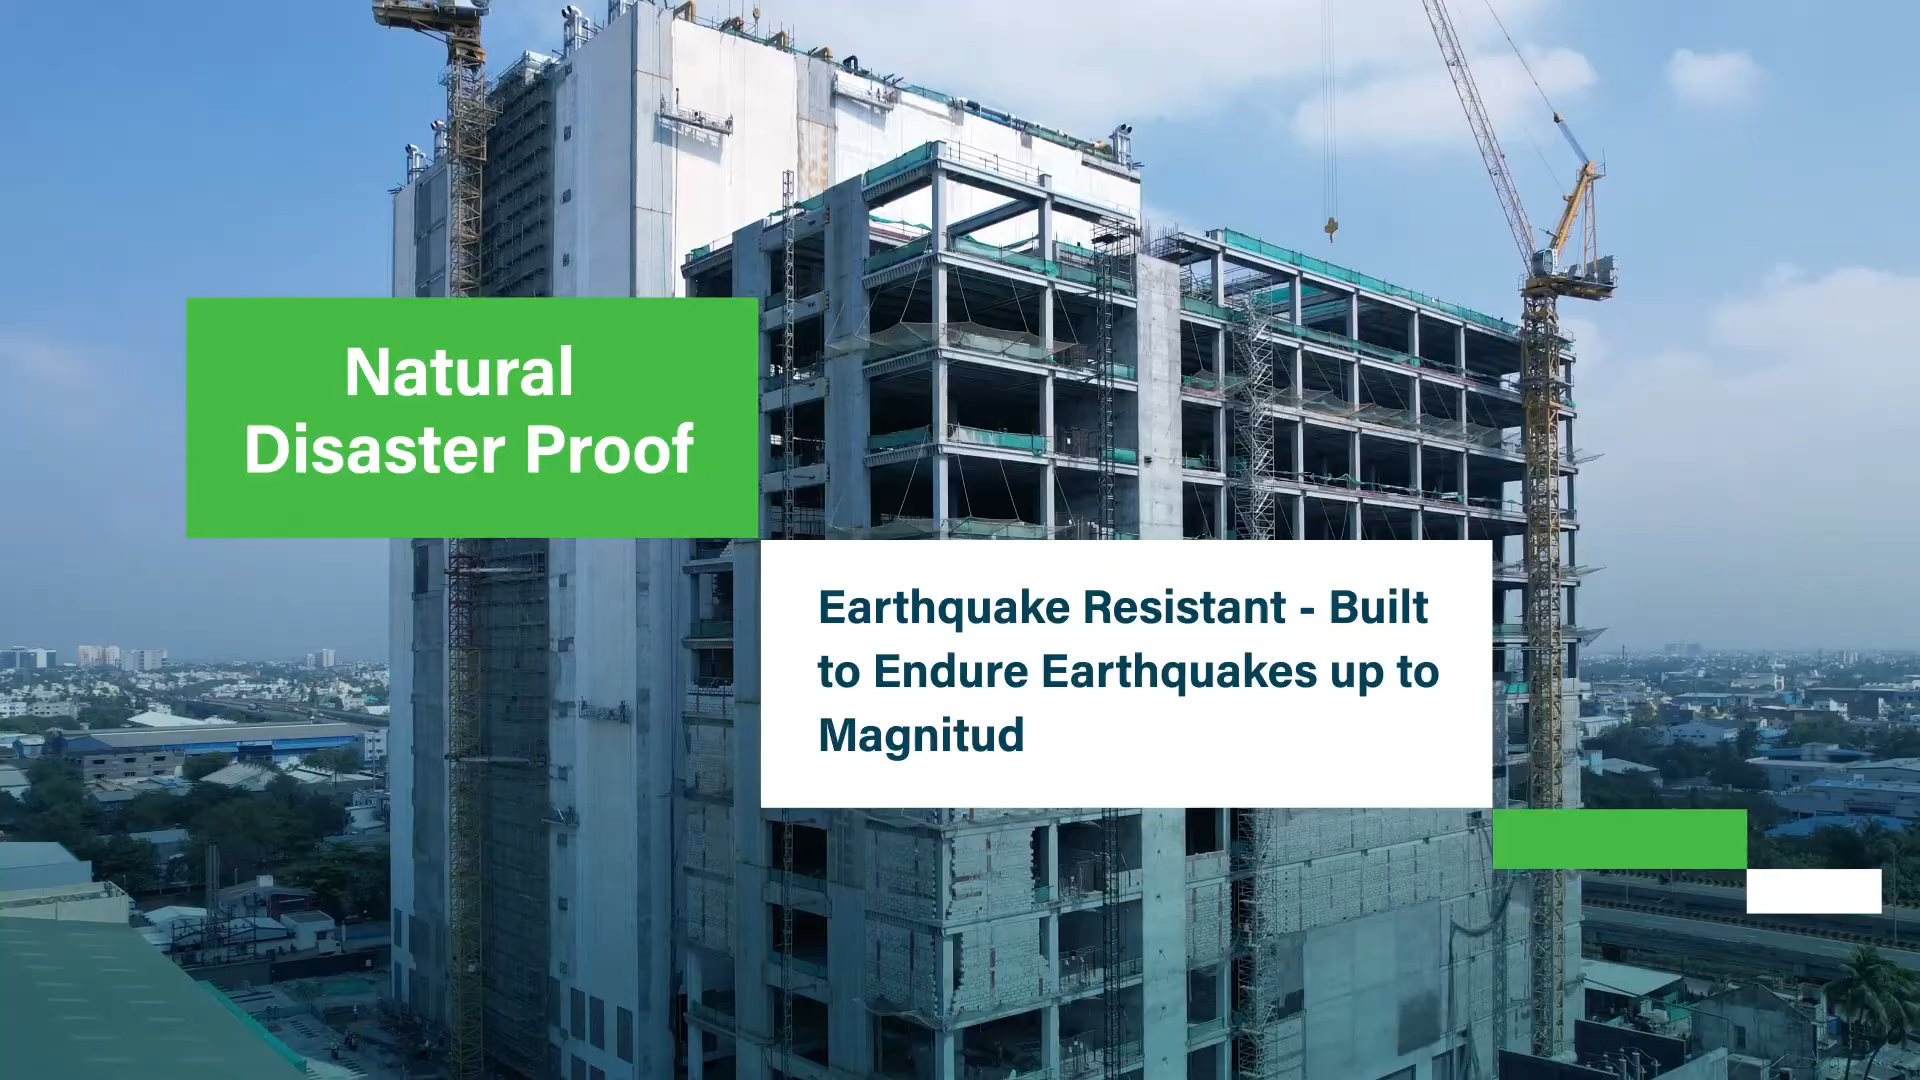 Natural
Disaster Proof
Earthquake Resistant - Built
to Endure Earthquakes up to
Magnitud